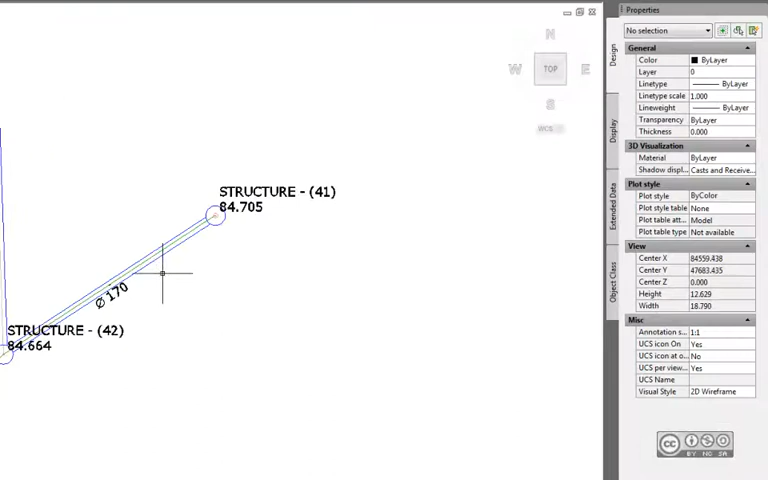 Properties
No selection
General
Color ByLayer
Layer 0
Linetype ByLayer
Linetype scale 1.000
Lineweight ByLayer
Transparency ByLayer
Thickness 0.000
3D Visualization
Material ByLayer
Shadow displ... Casts and Receive...
Plot style
Plot style ByColor
Plot style table None
Plot table att... Model
Plot table type Not available
View
Center X 84559.438
Center Y 47683.435
Center Z 0.000
Height 12.629
Width 18.790
Misc
Annotation s... 1:1
UCS icon On Yes
UCS icon at o... No
UCS per view... Yes
UCS Name
Visual Style 2D Wireframe
Design
Display
Extended Data
Object Class
N
W TOP E
S
WCS
STRUCTURE - (41)
84.705
Ø 170
STRUCTURE - (42)
84.664
cc
BY NC SA